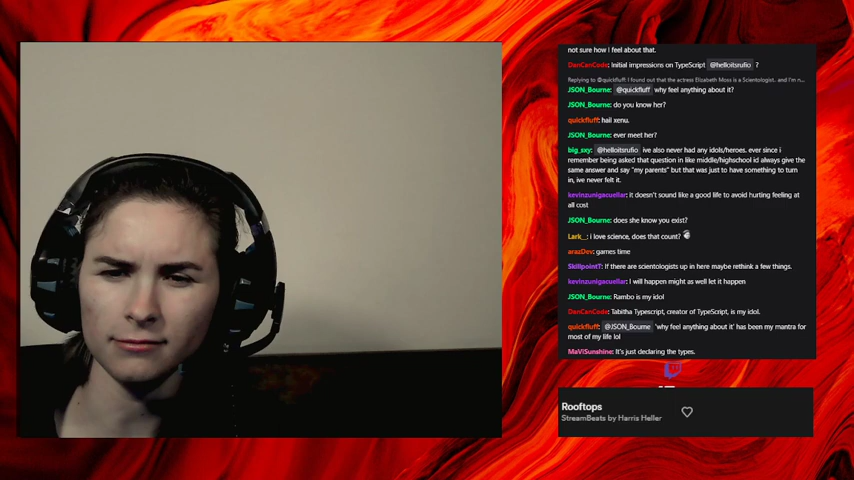 not sure how I feel about that.
DanCanCode: Initial impressions on TypeScript @helloitsrufio ?
Replying to @quickfluff: I found out that the actress Elizabeth Moss is a Scientologist. and I'm n...
JSON_Bourne: @quickfluff why feel anything about it?
JSON_Bourne: do you know her?
quickfluff: hail xenu.
JSON_Bourne: ever meet her?
big_sxy: @helloitsrufio ive also never had any idols/heroes. ever since i
remember being asked that question in like middle/highschool id always give the
same answer and say "my parents" but that was just to have something to turn
in, ive never felt it.
kevinzunigacuellar: it doesn't sound like a good life to avoid hurting feeling at
all cost
JSON_Bourne: does she know you exist?
Lark__: i love science, does that count?
arazDev: games time
Skillpoint7: If there are scientologists up in here maybe rethink a few things.
kevinzunigacuellar: I will happen might as well let it happen
JSON_Bourne: Rambo is my idol
DanCanCode: Tabitha Typescript, creator of TypeScript, is my idol.
quickfluff: @JSON_Bourne 'why feel anything about it' has been my mantra for
most of my life lol
MaViSunshine: It's just declaring the types.
Rooftops
StreamBeats by Harris Heller